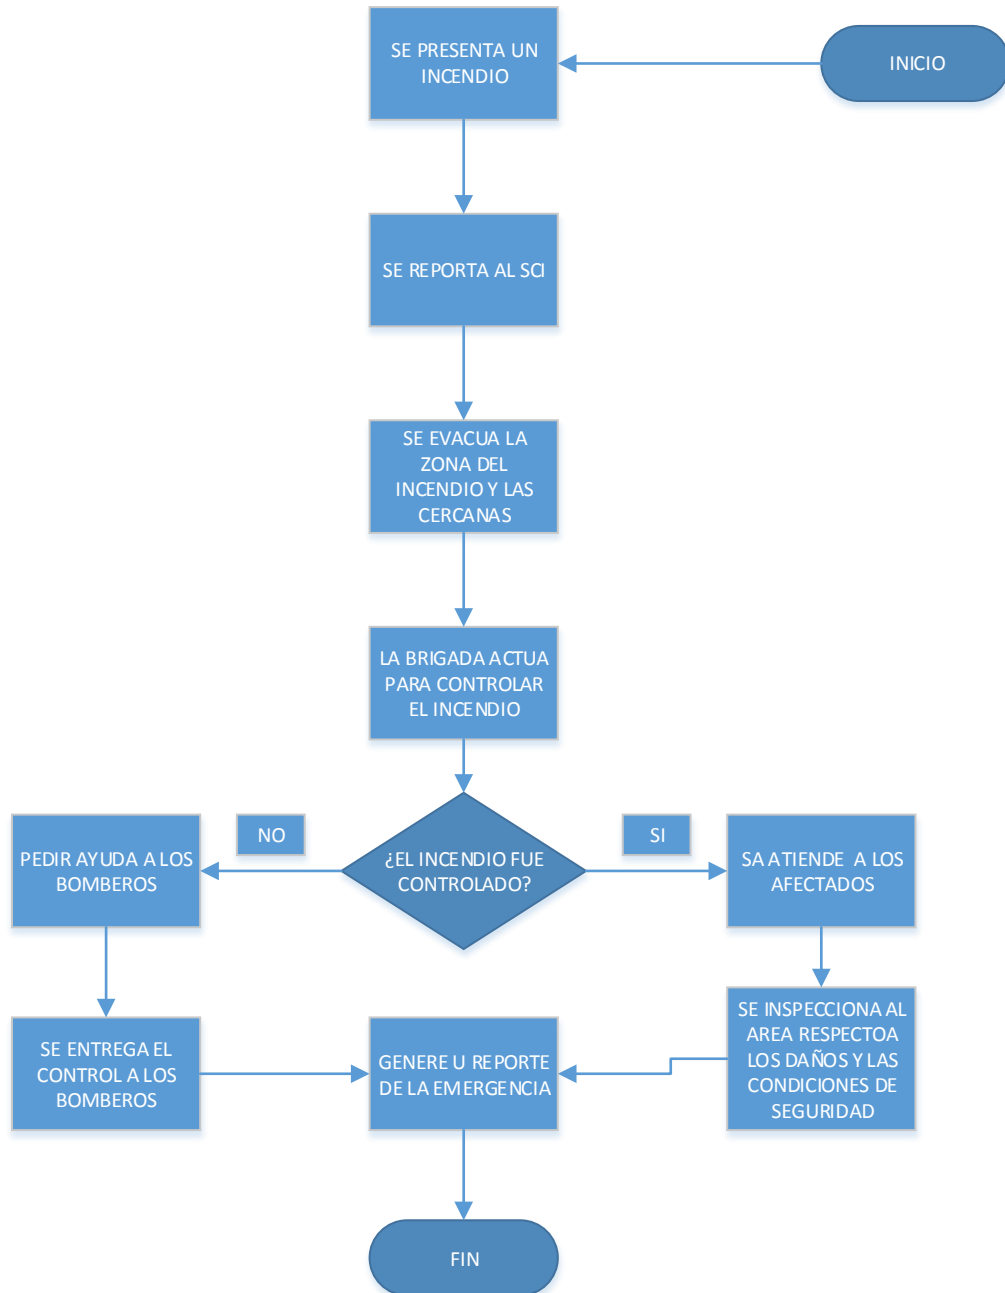 SE PRESENTA UN
INCENDIO
INICIO
SE REPORTA AL SCI
SE EVACUA LA
ZONA DEL
INCENDIO Y LAS
CERCANAS
LA BRIGADA ACTUA
PARA CONTROLAR
EL INCENDIO
NO
SI
PEDIR AYUDA A LOS
BOMBEROS
¿EL INCENDIO FUE
CONTROLADO?
SA ATIENDE A LOS
AFECTADOS
SE ENTREGA EL
CONTROL A LOS
BOMBEROS
GENERE U REPORTE
DE LA EMERGENCIA
SE INSPECCIONA AL
AREA RESPECTO A
LOS DAÑOS Y LAS
CONDICIONES DE
SEGURIDAD
FIN